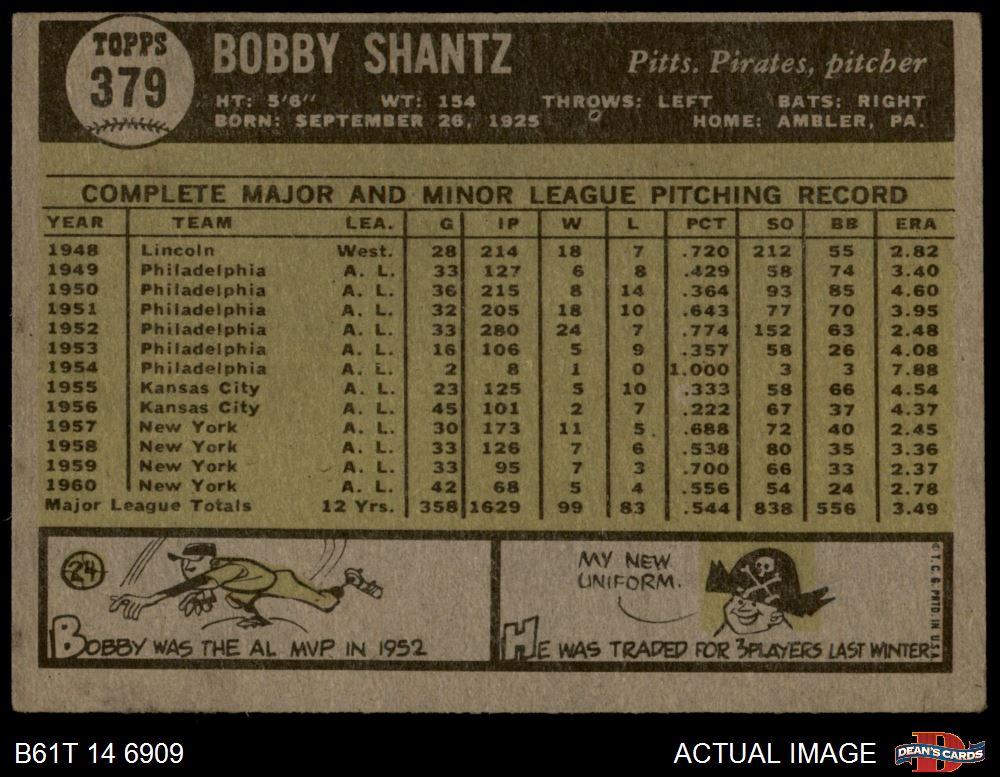 TOPPS
379
BOBBY SHANTZ
Pitts. Pirates, pitcher
HT: 5'6" WT: 154 THROWS: LEFT BATS: RIGHT
BORN: SEPTEMBER 26, 1925 HOME: AMBLER, PA.
COMPLETE MAJOR AND MINOR LEAGUE PITCHING RECORD
YEAR TEAM LEA. G IP W L PCT SO BB ERA
1948 Lincoln West. 28 214 18 7 .720 212 55 2.82
1949 Philadelphia A. L. 33 127 6 8 .429 58 74 3.40
1950 Philadelphia A. L. 36 215 8 14 .364 93 85 4.60
1951 Philadelphia A. L. 32 205 18 10 .643 77 70 3.95
1952 Philadelphia A. L. 33 280 24 7 .774 152 63 2.48
1953 Philadelphia A. L. 16 106 5 9 .357 58 26 4.08
1954 Philadelphia A. L. 2 8 1 0 1.000 3 3 7.88
1955 Kansas City A. L. 23 125 5 10 .333 58 66 4.54
1956 Kansas City A. L. 45 101 2 7 .222 67 37 4.37
1957 New York A. L. 30 173 11 5 .688 72 40 2.45
1958 New York A. L. 33 126 7 6 .538 80 35 3.36
1959 New York A. L. 33 95 7 3 .700 66 33 2.37
1960 New York A. L. 42 68 5 4 .556 54 24 2.78
Major League Totals 12 Yrs. 358 1629 99 83 .544 838 556 3.49
24
BOBBY WAS THE AL MVP IN 1952
MY NEW
UNIFORM.
HE WAS TRADED FOR 3 PLAYERS LAST WINTER.
© T. C. G. PRTD. IN U.S.A.
B61T 14 6909
ACTUAL IMAGE
D
DEAN'S CARDS